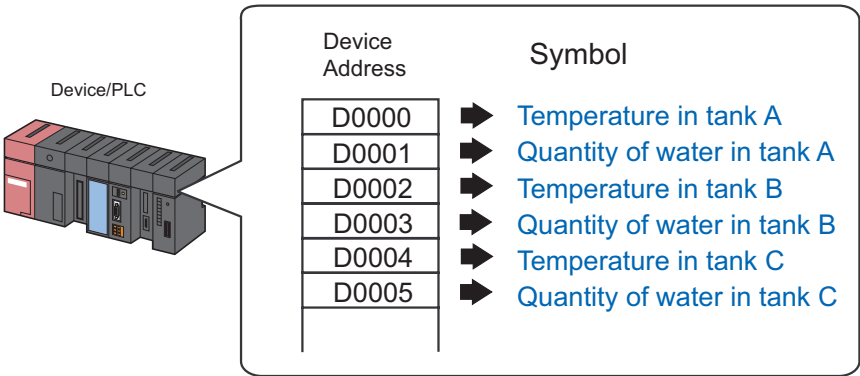 Device/PLC
Device
Address
Symbol
D0000 Temperature in tank A
D0001 Quantity of water in tank A
D0002 Temperature in tank B
D0003 Quantity of water in tank B
D0004 Temperature in tank C
D0005 Quantity of water in tank C